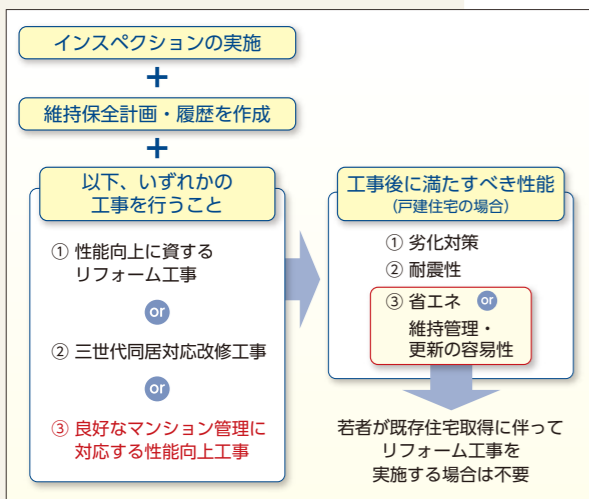 インスペクションの実施
+
維持保全計画・履歴を作成
+
以下、いずれかの
工事を行うこと
① 性能向上に資する
リフォーム工事
or
② 三世代同居対応改修工事
or
③ 良好なマンション管理に
対応する性能向上工事
工事後に満たすべき性能
(戸建住宅の場合)
① 劣化対策
② 耐震性
③ 省エネ or
維持管理・
更新の容易性
若者が既存住宅取得に伴って
リフォーム工事を
実施する場合は不要